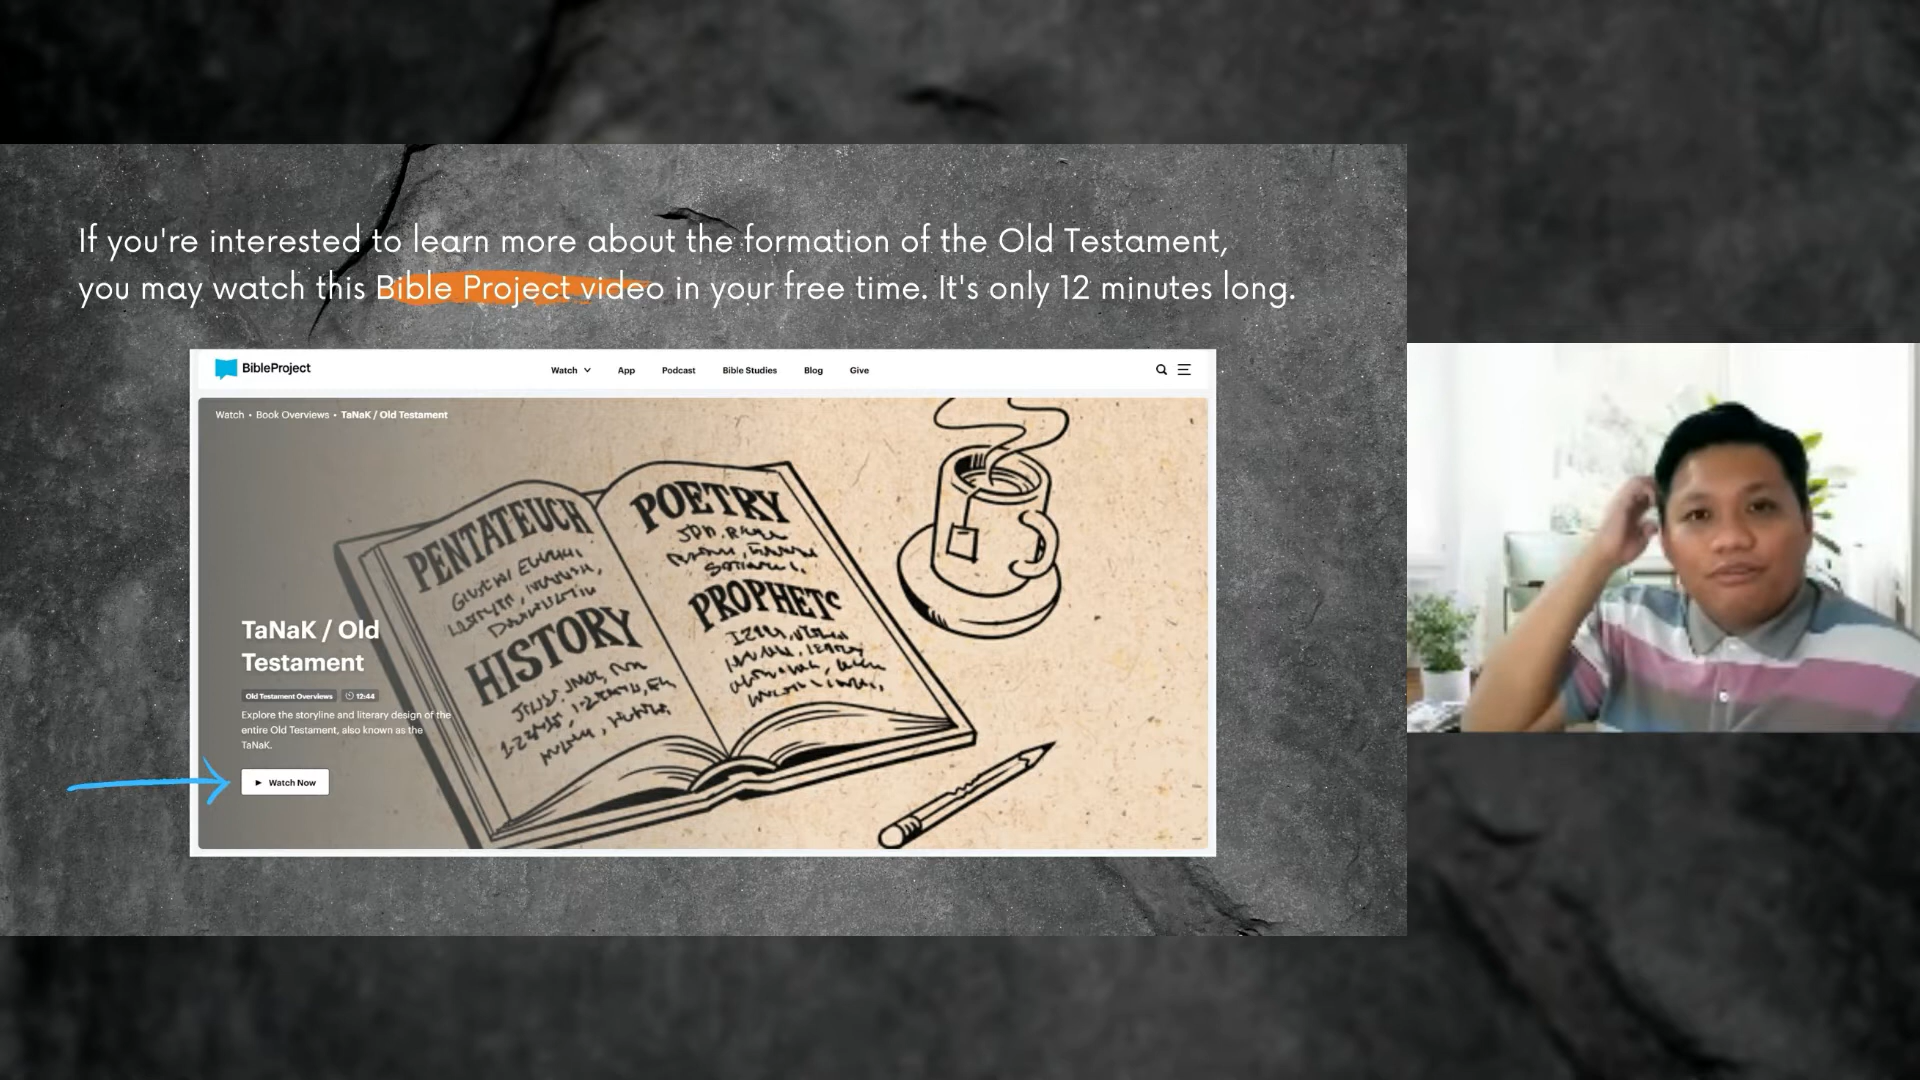 If you're interested to learn more about the formation of the Old Testament,
you may watch this Bible Project video in your free time. It's only 12 minutes long.
BibleProject
Watch App Podcast Bible Studies Blog Give
Watch • Book Overviews • TaNaK / Old Testament
PENTATEUCH
HISTORY
POETRY
PROPHETS
TaNaK / Old
Testament
Old Testament Overviews 12:44
Explore the storyline and literary design of the
entire Old Testament, also known as the
TaNaK.
Watch Now